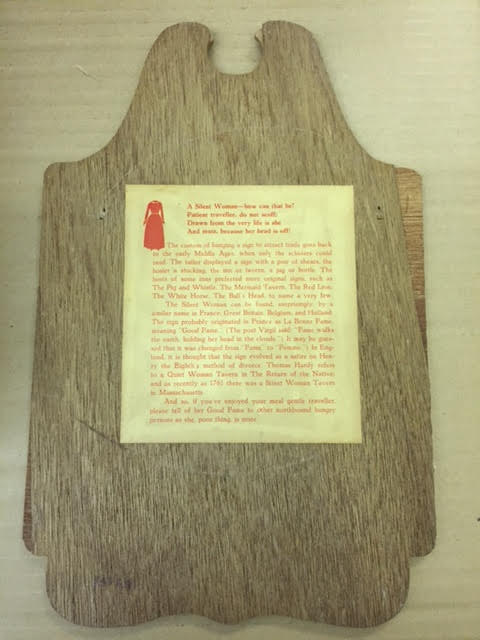 A Silent Woman—how can that be?
Patient traveller, do not scoff;
Drawn from the very life is she
And mute, because her head is off!
The custom of hanging a sign to attract trade goes back
to the early Middle Ages, when only the scholars could
read. The tailor displayed a sign with a pair of shears, the
hosier a stocking, the inn or tavern, a jug or bottle. The
hosts of some inns preferred more original signs, such as
The Pig and Whistle, The Mermaid Tavern, The Red Lion,
The White Horse, The Bull's Head, to name a very few.
The Silent Woman can be found, surprisingly, by a
similar name in France, Great Britain, Belgium, and Holland.
The sign probably originated in France as La Bonne Fame,
meaning "Good Fame." (The poet Virgil said: "Fame walks
the earth, holding her head in the clouds.") It may be gues-
sed that it was changed from "Fame" to "Femme." In Eng-
land, it is thought that the sign evolved as a satire on Hen-
ry the Eighth's method of divorce. Thomas Hardy refers
to a Quiet Woman Tavern in The Return of the Native;
and as recently as 1761 there was a Silent Woman Tavern
in Massachusetts.
And so, if you've enjoyed your meal gentle traveller,
please tell of her Good Fame to other northbound hungry
persons as she, poor thing, is mute.